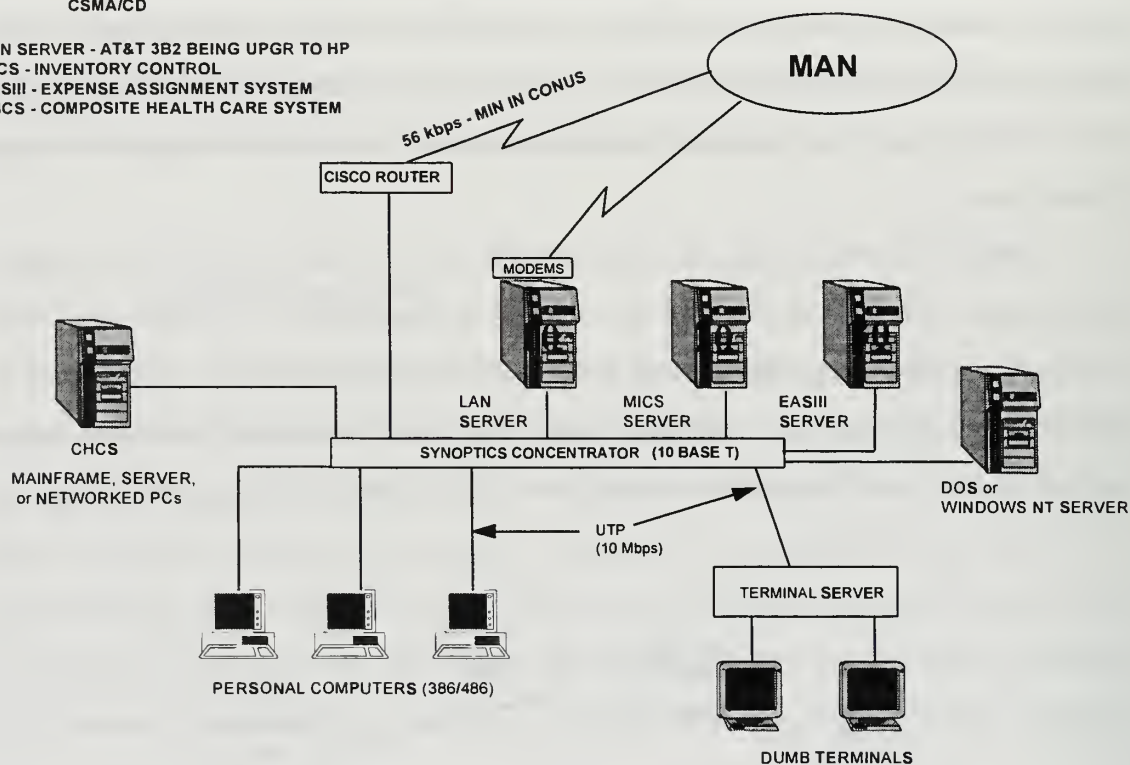 CSMA/CD
N SERVER - AT&T 3B2 BEING UPGR TO HP
CS - INVENTORY CONTROL
SIII - EXPENSE ASSIGNMENT SYSTEM
SCS - COMPOSITE HEALTH CARE SYSTEM
MAN
56 kbps - MIN IN CONUS
CISCO ROUTER
MODEMS
LAN
SERVER
MICS
SERVER
EASIII
SERVER
CHCS
MAINFRAME, SERVER,
or NETWORKED PCs
SYNOPTICS CONCENTRATOR (10 BASE T)
DOS or
WINDOWS NT SERVER
UTP
(10 Mbps)
TERMINAL SERVER
PERSONAL COMPUTERS (386/486)
DUMB TERMINALS